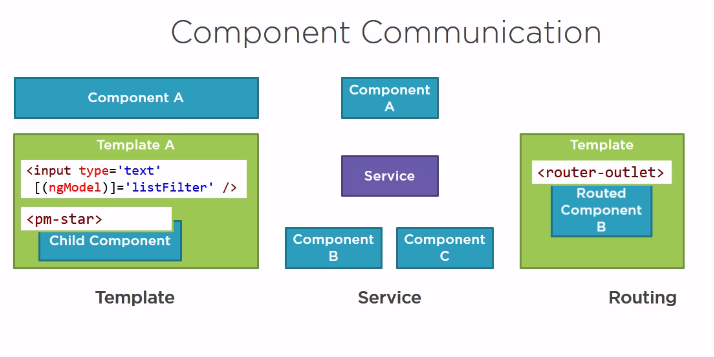 Component Communication
Component A
Template A
<input type='text'
[(ngModel)]='listFilter' />
<pm-star>
Child Component
Template
Component
A
Service
Component
B
Component
C
Service
Template
<router-outlet>
Routed
Component
B
Routing